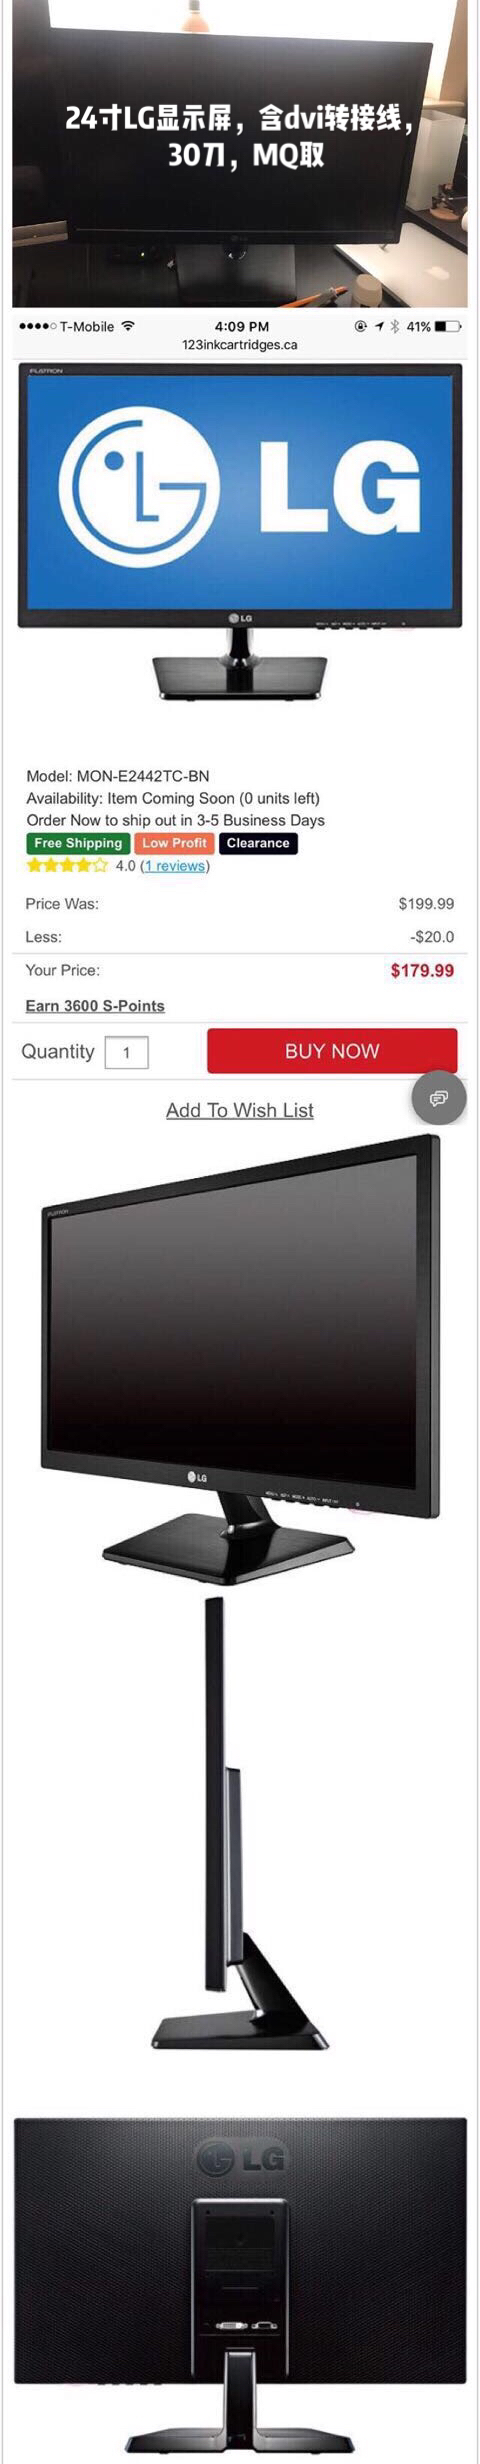 24寸LG显示屏，含dvi转接线，
30刀，MQ取
T-Mobile 4:09 PM 41%
123inkcartridges.ca
FLATRON
LG
LG
Model: MON-E2442TC-BN
Availability: Item Coming Soon (0 units left)
Order Now to ship out in 3-5 Business Days
Free Shipping Low Profit Clearance
4.0 (1 reviews)
Price Was: $199.99
Less: -$20.0
Your Price: $179.99
Earn 3600 S-Points
Quantity 1 BUY NOW
Add To Wish List
FLATRON
LG
LG